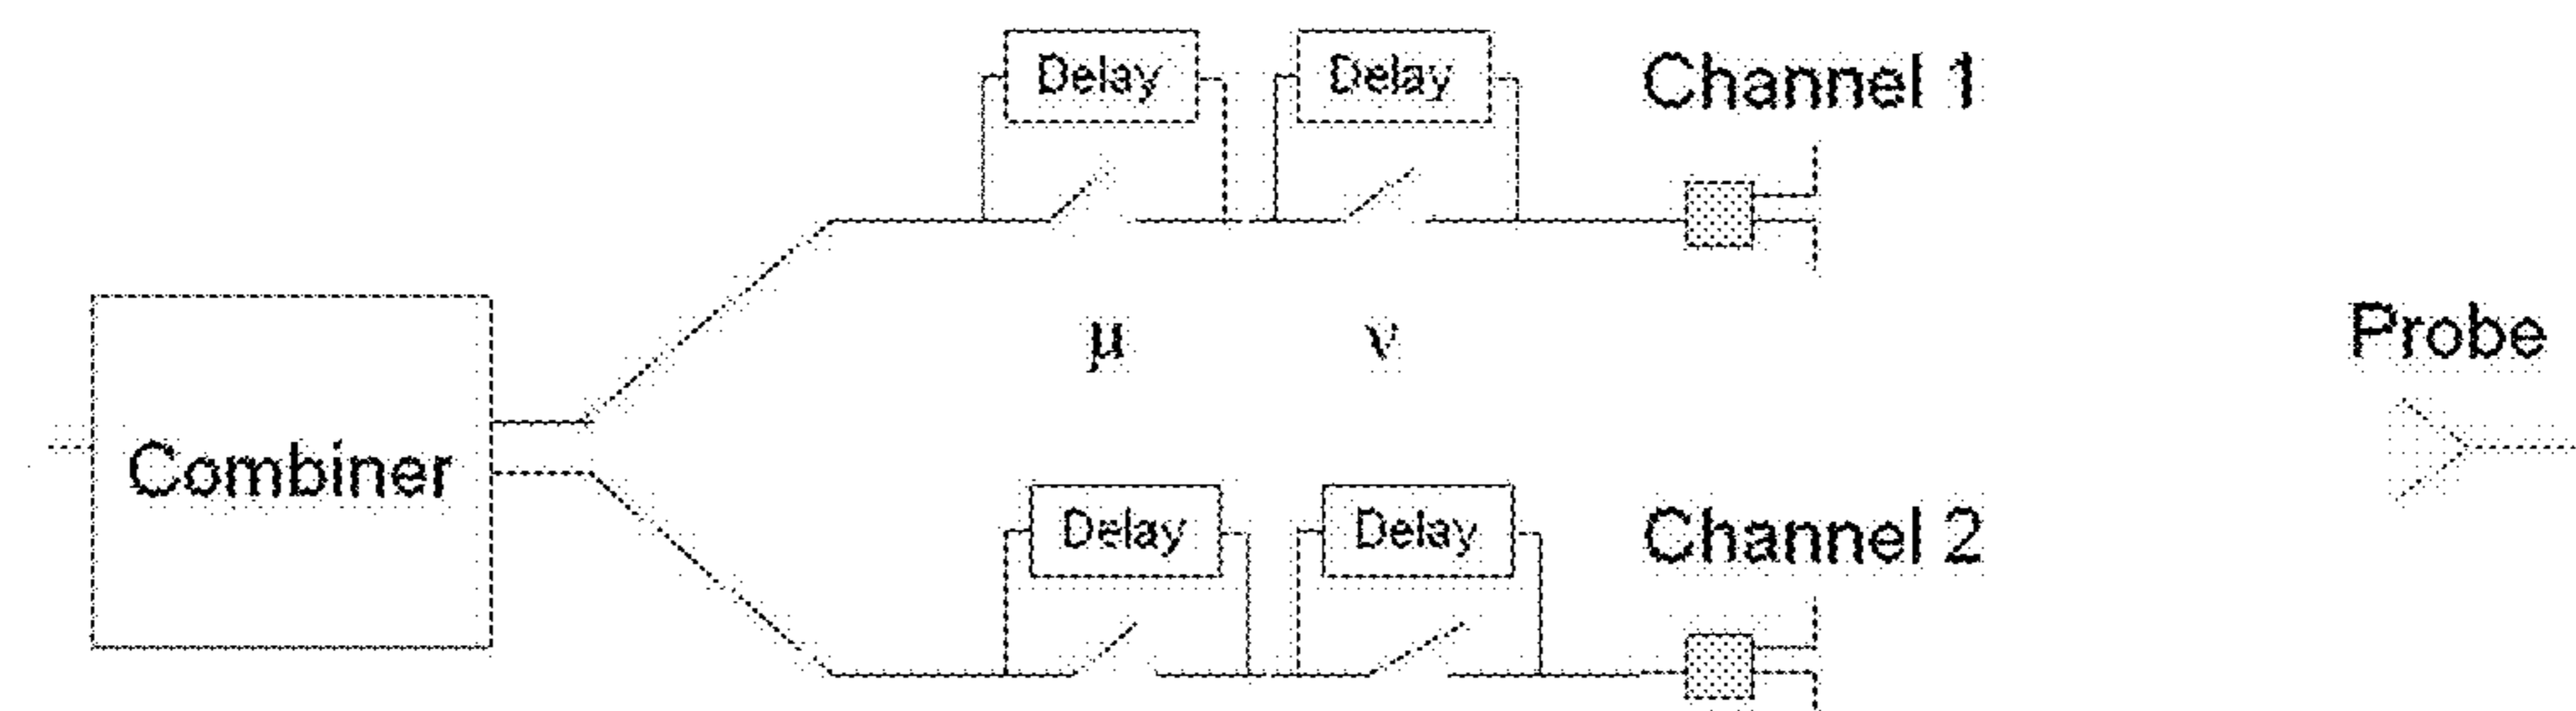 Delay
Delay
Channel 1
μ
ν
Probe
Combiner
Delay
Delay
Channel 2